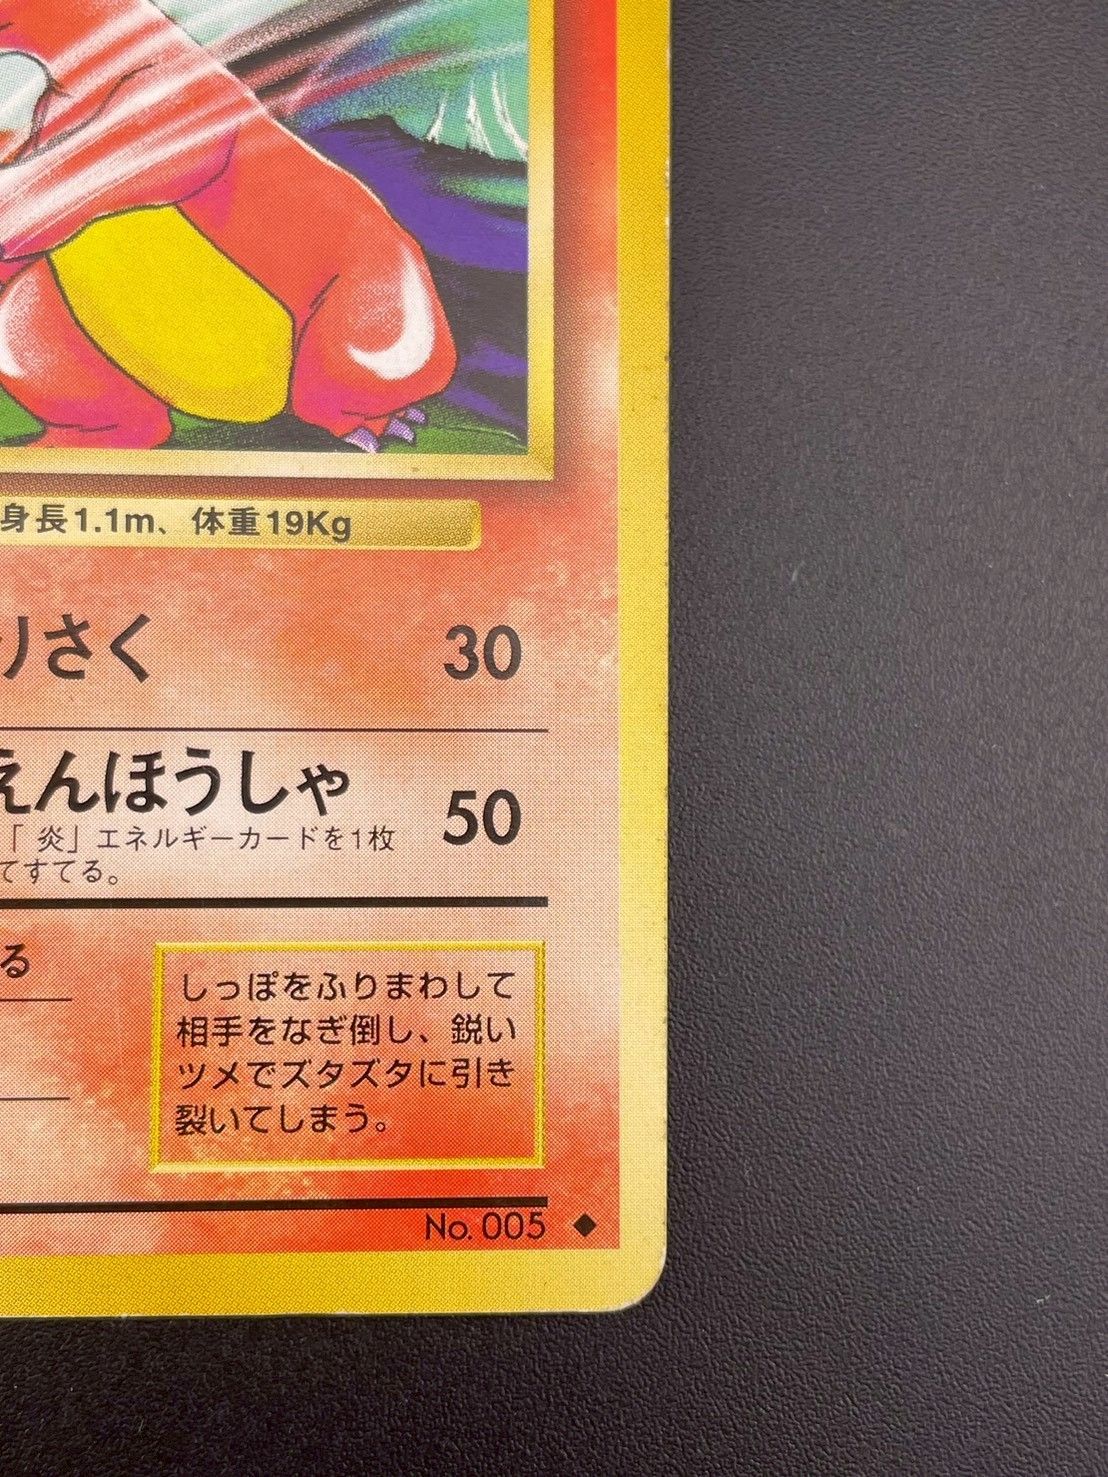 身長1.1m、体重19Kg
りさく 30
えんほうしゃ 50
「炎」エネルギーカードを1枚
てすてる。
る
しっぽをふりまわして
相手をなぎ倒し、鋭い
ツメでズタズタに引き
裂いてしまう。
No. 005 ◆